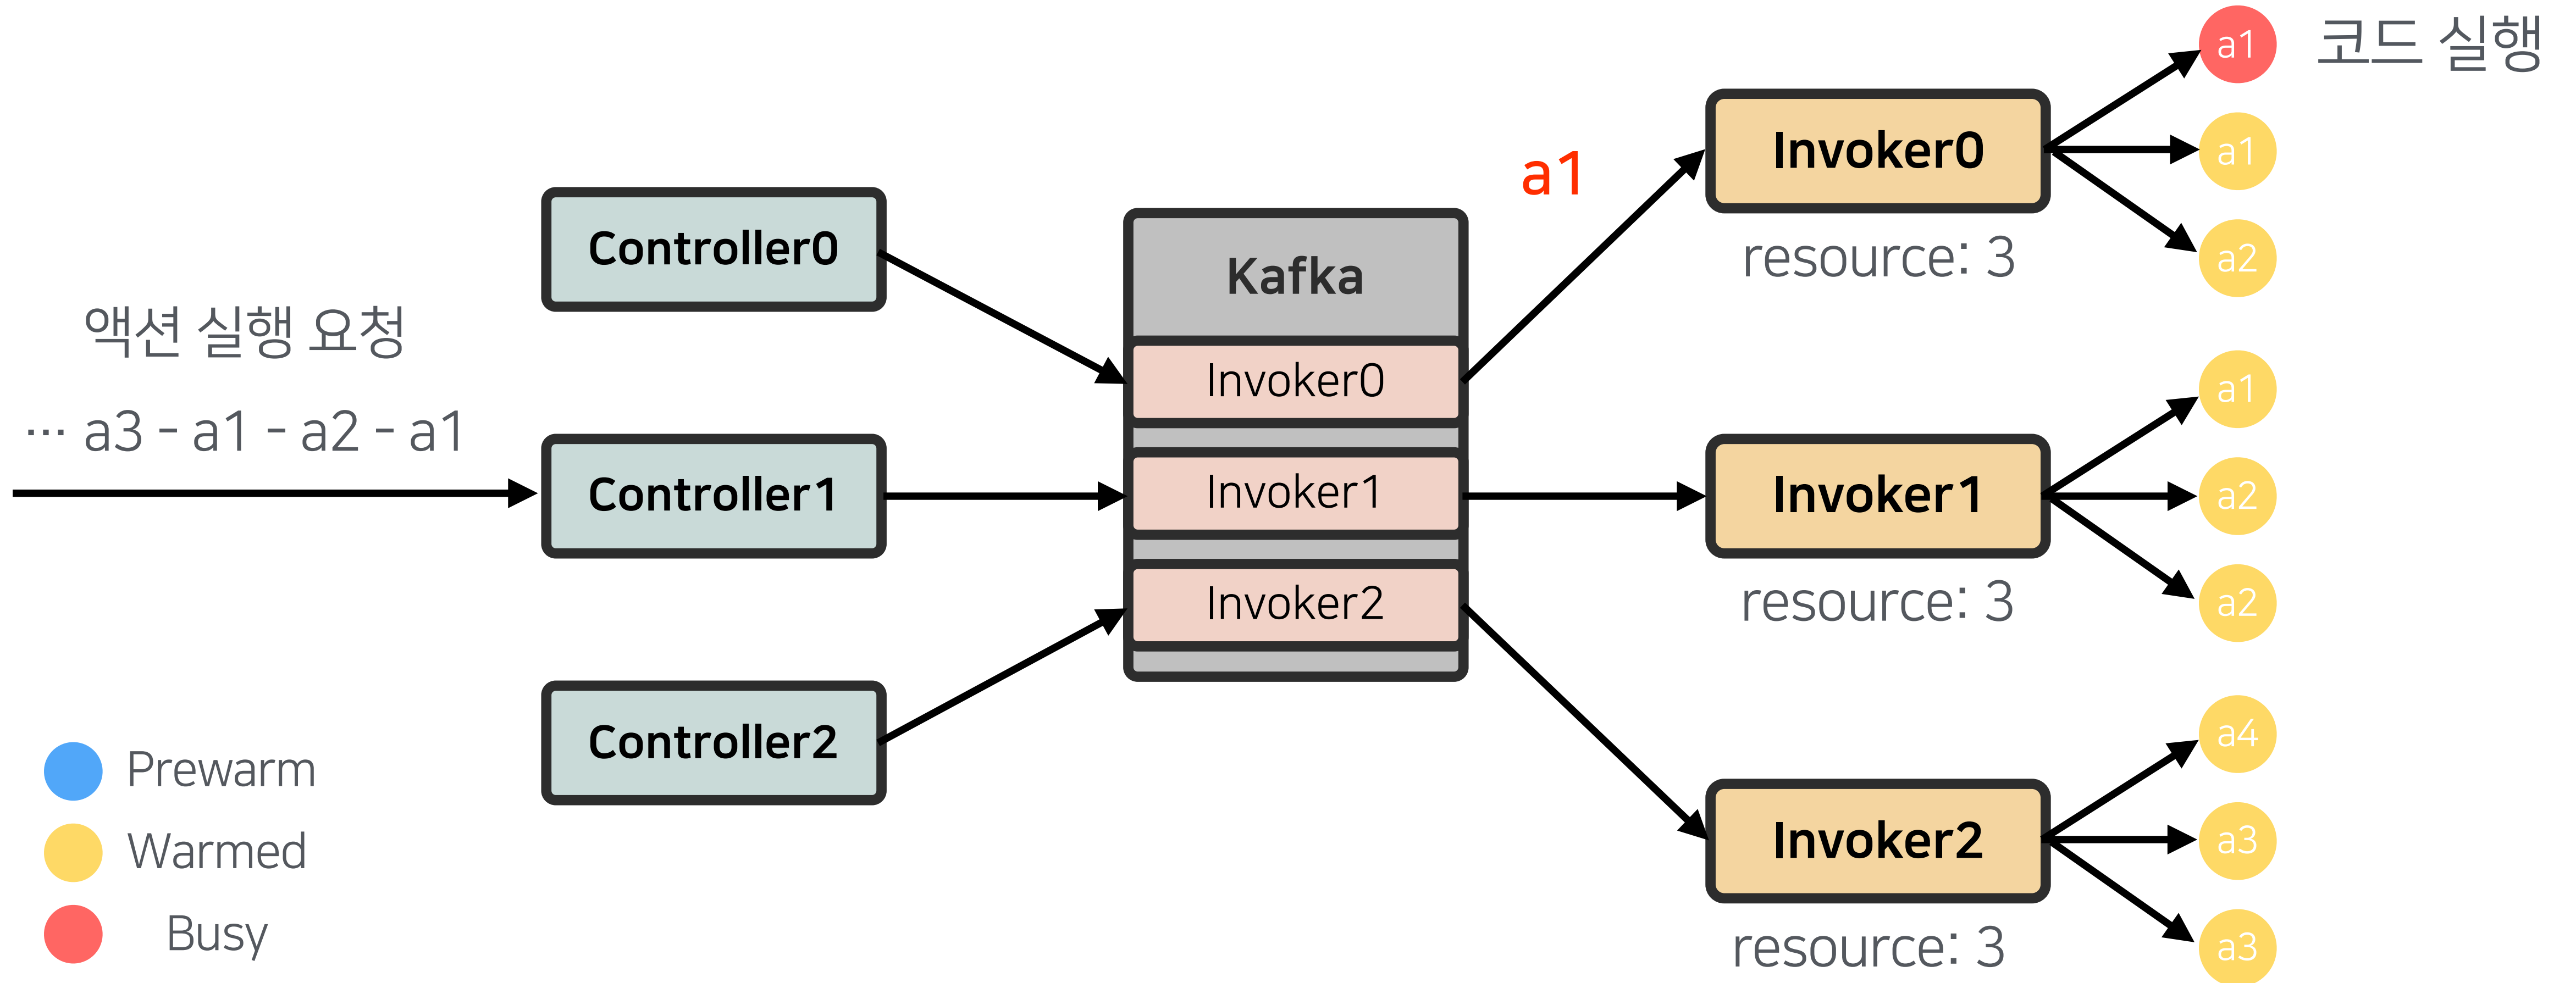 액션 실행 요청
... a3 - a1 - a2 - a1
Controller0
Controller1
Controller2
Kafka
Invoker0
Invoker1
Invoker2
a1
Invoker0
resource: 3
a1
코드 실행
a1
a2
Invoker1
resource: 3
a1
a2
a2
Invoker2
resource: 3
a4
a3
a3
Prewarm
Warmed
Busy